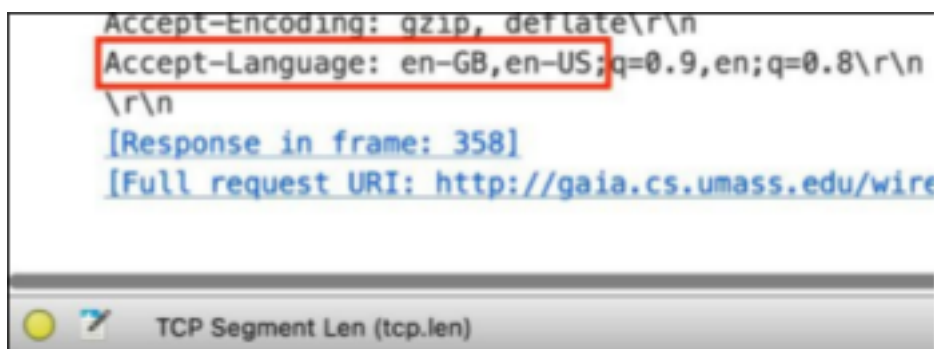 Accept-Encoding: gzip, deflate\r\n
Accept-Language: en-GB,en-US;q=0.9,en;q=0.8\r\n
\r\n
[Response in frame: 358]
[Full request URI: http://gaia.cs.umass.edu/wire
TCP Segment Len (tcp.len)